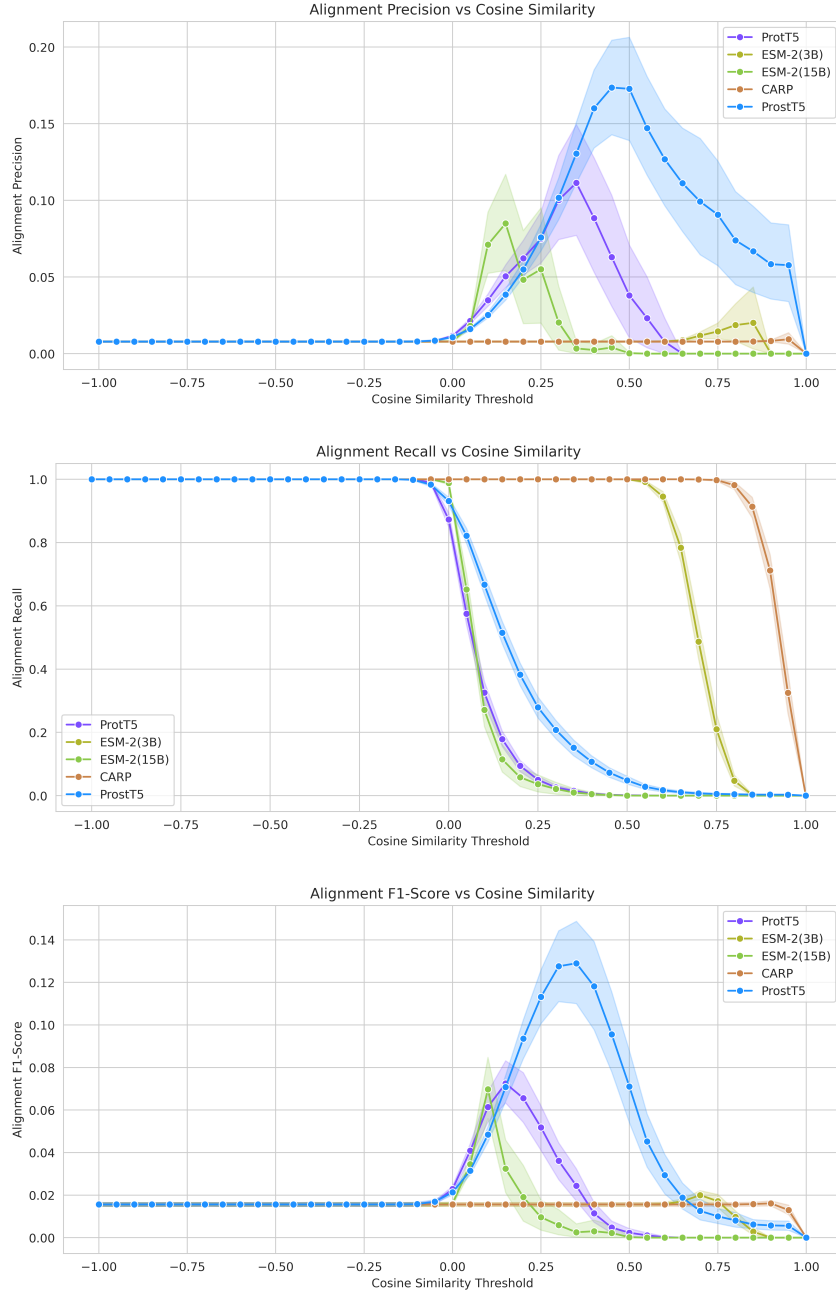 Alignment Precision vs Cosine Similarity
Alignment Precision
0.20
0.15
0.10
0.05
0.00
ProtT5
ESM-2(3B)
ESM-2(15B)
CARP
ProstT5
−1.00 −0.75 −0.50 −0.25 0.00 0.25 0.50 0.75 1.00
Cosine Similarity Threshold
Alignment Recall vs Cosine Similarity
Alignment Recall
1.0
0.8
0.6
0.4
0.2
0.0
ProtT5
ESM-2(3B)
ESM-2(15B)
CARP
ProstT5
−1.00 −0.75 −0.50 −0.25 0.00 0.25 0.50 0.75 1.00
Cosine Similarity Threshold
Alignment F1-Score vs Cosine Similarity
Alignment F1-Score
0.14
0.12
0.10
0.08
0.06
0.04
0.02
0.00
ProtT5
ESM-2(3B)
ESM-2(15B)
CARP
ProstT5
−1.00 −0.75 −0.50 −0.25 0.00 0.25 0.50 0.75 1.00
Cosine Similarity Threshold